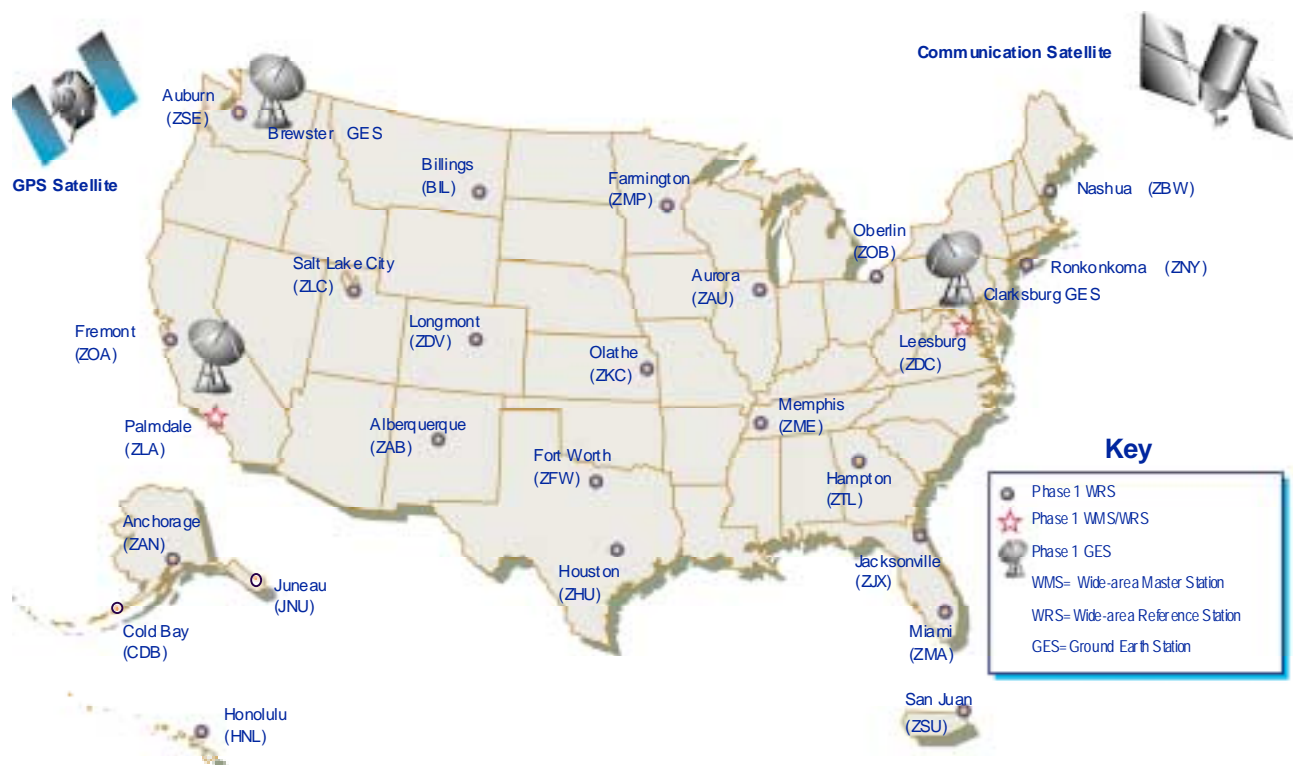 Communication Satellite
GPS Satellite
Auburn
(ZSE)
Brewster GES
Billings
(BIL)
Farmington
(ZMP)
Nashua (ZBW)
Oberlin
(ZOB)
Salt Lake City
(ZLC)
Aurora
(ZAU)
Ronkonkoma (ZNY)
Clarksburg GES
Fremont
(ZOA)
Longmont
(ZDV)
Olathe
(ZKC)
Leesburg
(ZDC)
Palmdale
(ZLA)
Alberquerque
(ZAB)
Memphis
(ZME)
Fort Worth
(ZFW)
Hampton
(ZTL)
Anchorage
(ZAN)
Juneau
(JNU)
Cold Bay
(CDB)
Houston
(ZHU)
Jacksonville
(ZJX)
Miami
(ZMA)
San Juan
(ZSU)
Honolulu
(HNL)
Key
Phase 1 WRS
Phase 1 WMS/WRS
Phase 1 GES
WMS= Wide-area Master Station
WRS= Wide-area Reference Station
GES= Ground Earth Station